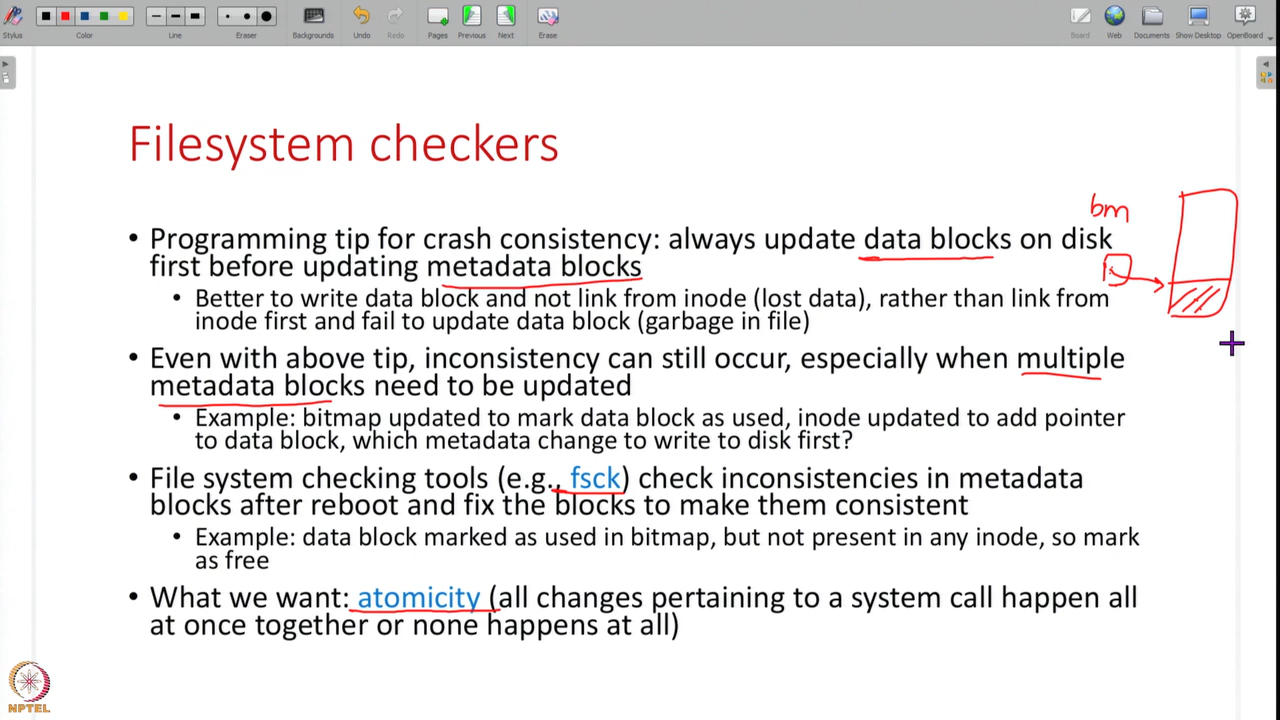 Stylus
Color
Line
Eraser
Backgrounds
Undo
Redo
Pages
Previous
Next
Erase
Board
Web
Documents
Show Desktop
OpenBoard
Filesystem checkers
bm
• Programming tip for crash consistency: always update data blocks on disk
first before updating metadata blocks
• Better to write data block and not link from inode (lost data), rather than link from
inode first and fail to update data block (garbage in file)
• Even with above tip, inconsistency can still occur, especially when multiple
metadata blocks need to be updated
• Example: bitmap updated to mark data block as used, inode updated to add pointer
to data block, which metadata change to write to disk first?
• File system checking tools (e.g., fsck) check inconsistencies in metadata
blocks after reboot and fix the blocks to make them consistent
• Example: data block marked as used in bitmap, but not present in any inode, so mark
as free
• What we want: atomicity (all changes pertaining to a system call happen all
at once together or none happens at all)
NPTEL